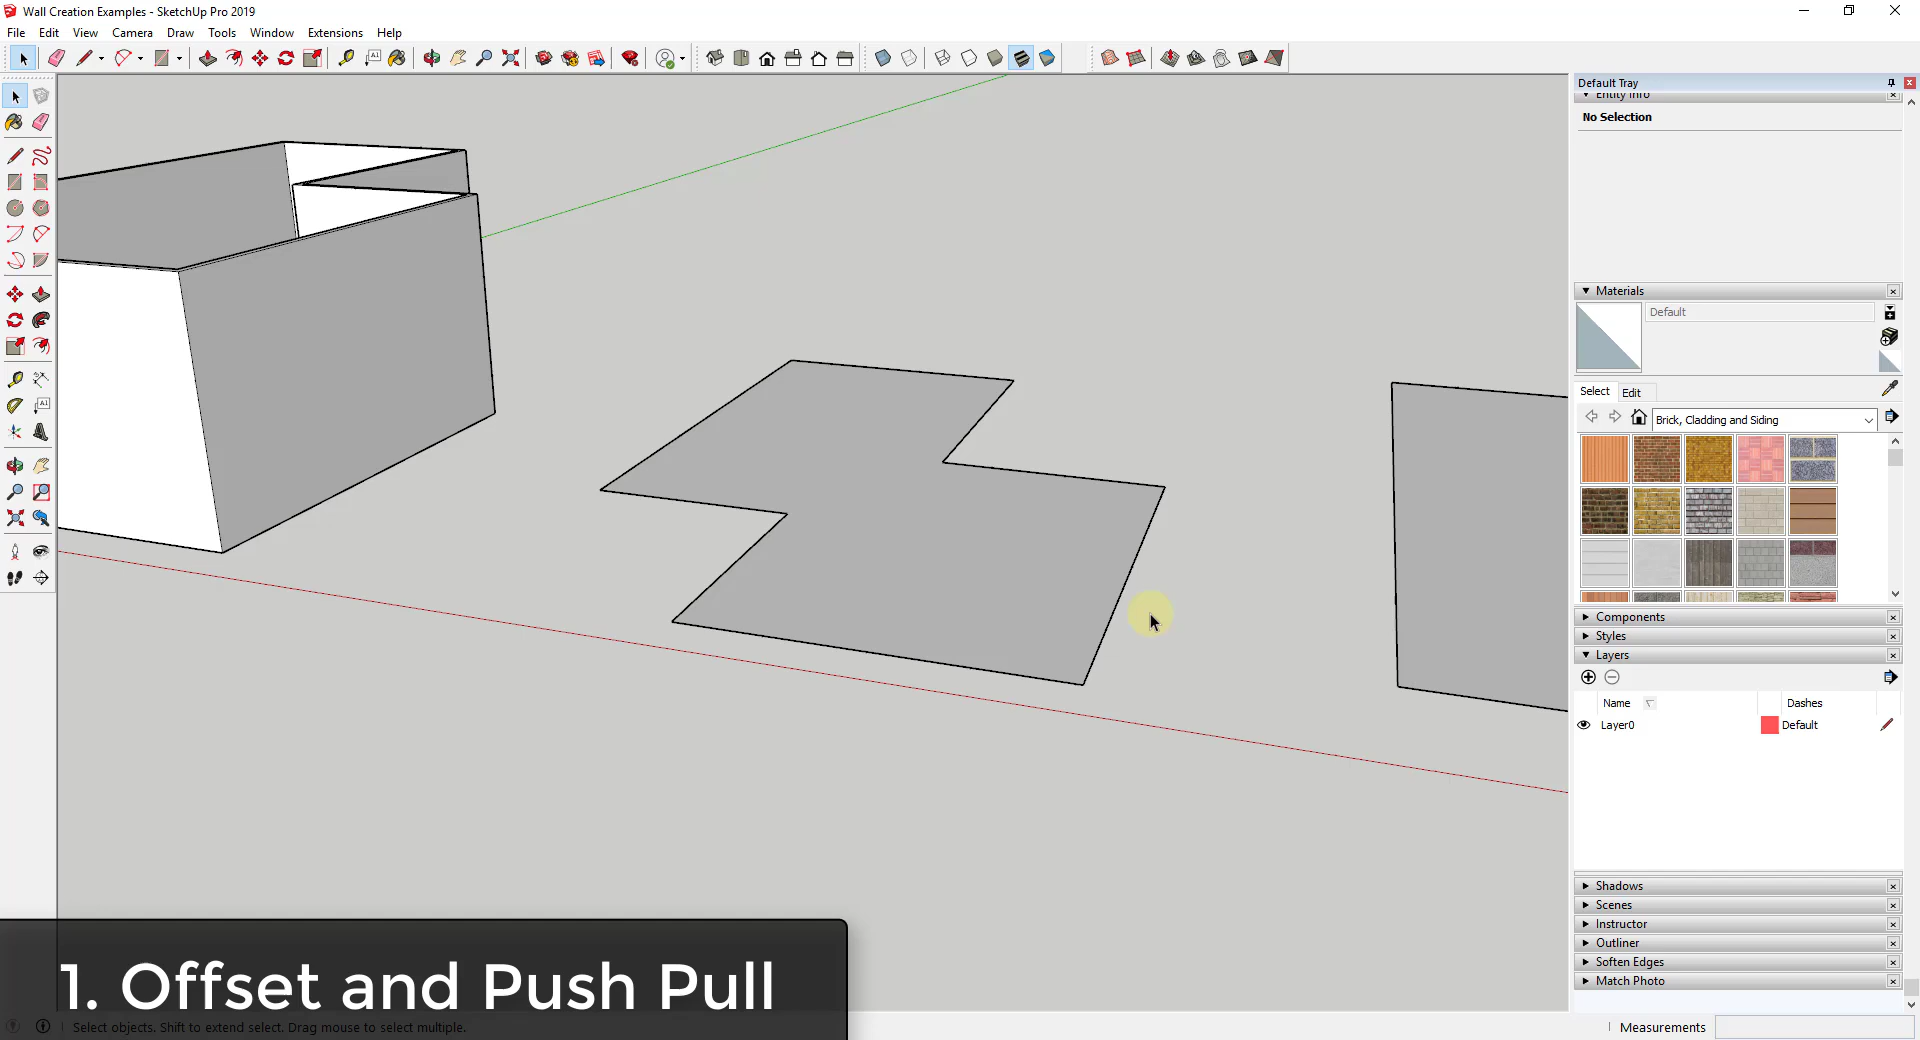 Wall Creation Examples - SketchUp Pro 2019
File Edit View Camera Draw Tools Window Extensions Help
Default Tray
Entity Info
No Selection
Materials
Default
Select Edit
Brick, Cladding and Siding
Components
Styles
Layers
Name Dashes
Layer0 Default
Shadows
Scenes
Instructor
Outliner
Soften Edges
Match Photo
1. Offset and Push Pull
Select objects. Shift to extend select. Drag mouse to select multiple.
Measurements